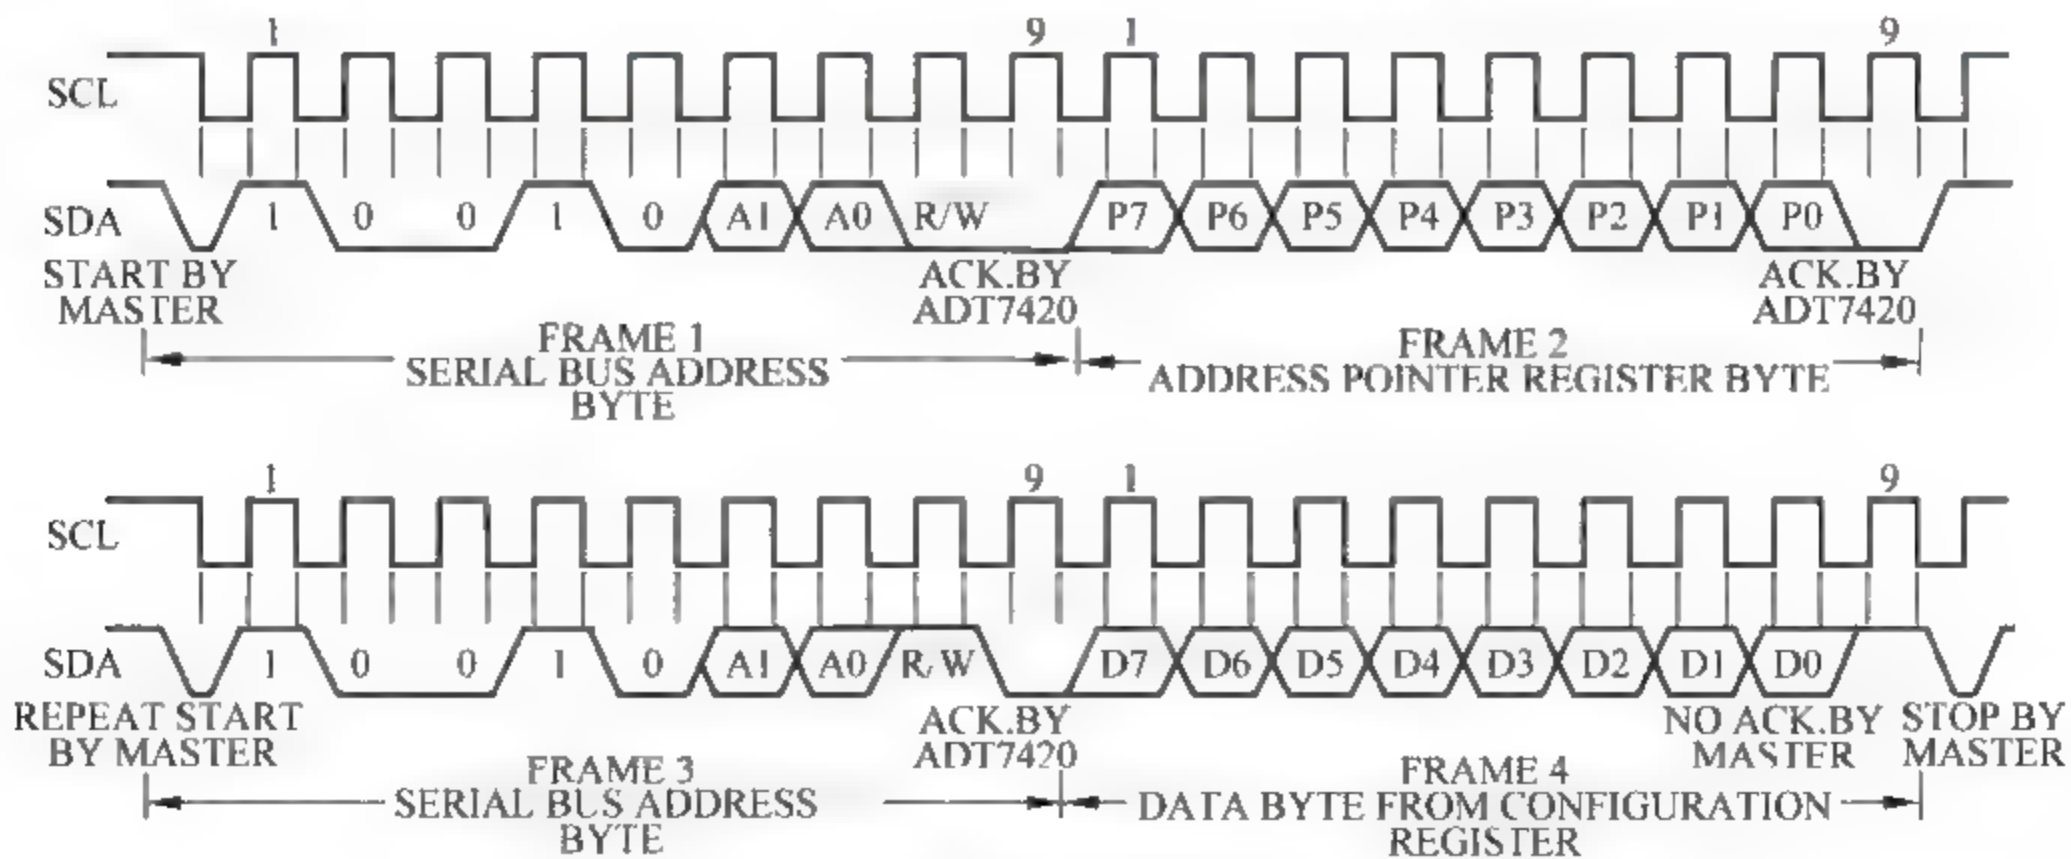 1 9 1 9
SCL
SDA 1 0 0 1 0 A1 A0 R/W P7 P6 P5 P4 P3 P2 P1 P0
START BY
MASTER
ACK.BY
ADT7420
ACK.BY
ADT7420
FRAME 1
SERIAL BUS ADDRESS
BYTE
FRAME 2
ADDRESS POINTER REGISTER BYTE
1 9 1 9
SCL
SDA 1 0 0 1 0 A1 A0 R/W D7 D6 D5 D4 D3 D2 D1 D0
REPEAT START
BY MASTER
ACK.BY
ADT7420
NO ACK.BY
MASTER
STOP BY
MASTER
FRAME 3
SERIAL BUS ADDRESS
BYTE
FRAME 4
DATA BYTE FROM CONFIGURATION
REGISTER